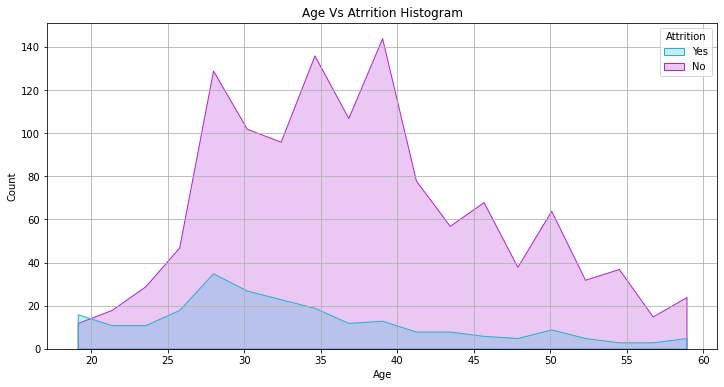 Age Vs Atrrition Histogram
Attrition
Yes
No
Count
140
120
100
80
60
40
20
0
20 25 30 35 40 45 50 55 60
Age